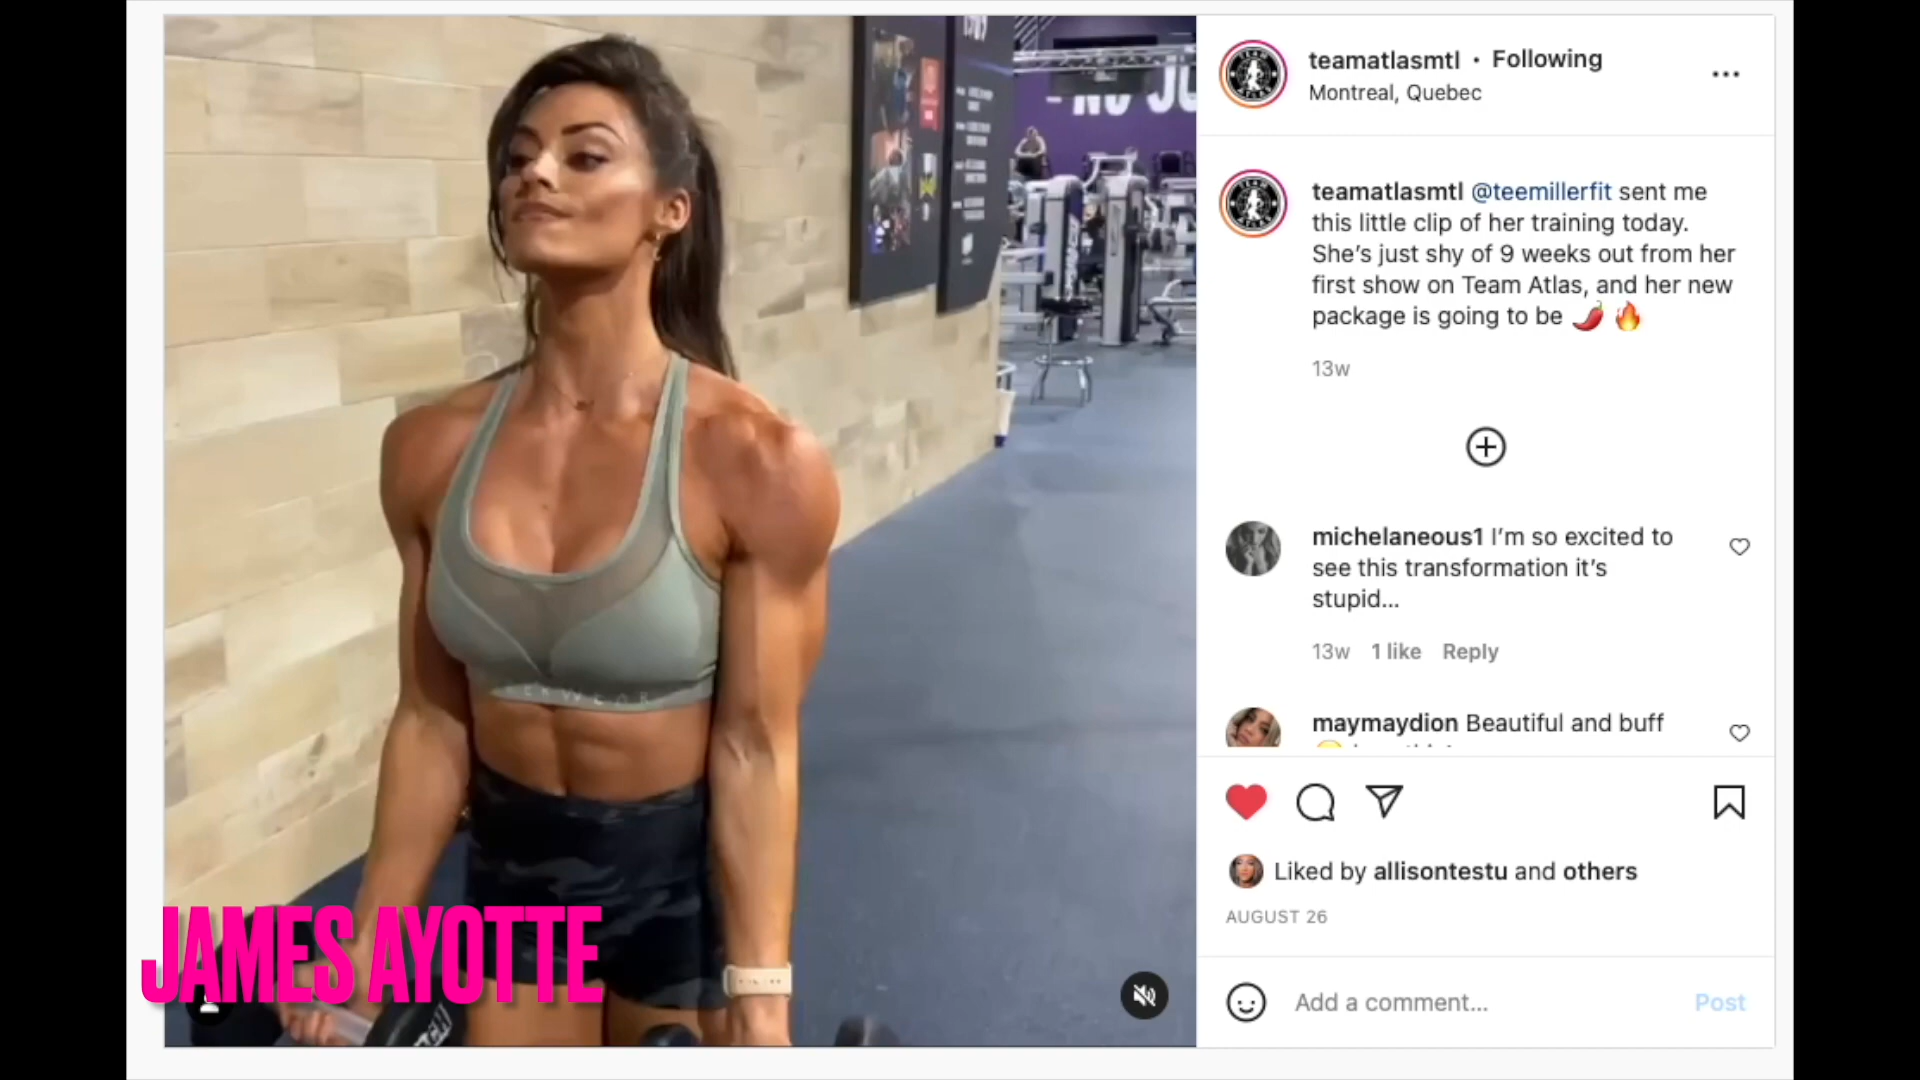 teamatlasmtl • Following
Montreal, Quebec
teamatlasmtl @teemillerfit sent me
this little clip of her training today.
She's just shy of 9 weeks out from her
first show on Team Atlas, and her new
package is going to be 🌶️ 🔥
13w
michelaneous1 I'm so excited to
see this transformation it's
stupid...
13w 1 like Reply
maymaydion Beautiful and buff
Liked by allisontestu and others
AUGUST 26
Add a comment... Post
JAMES AYOTTE